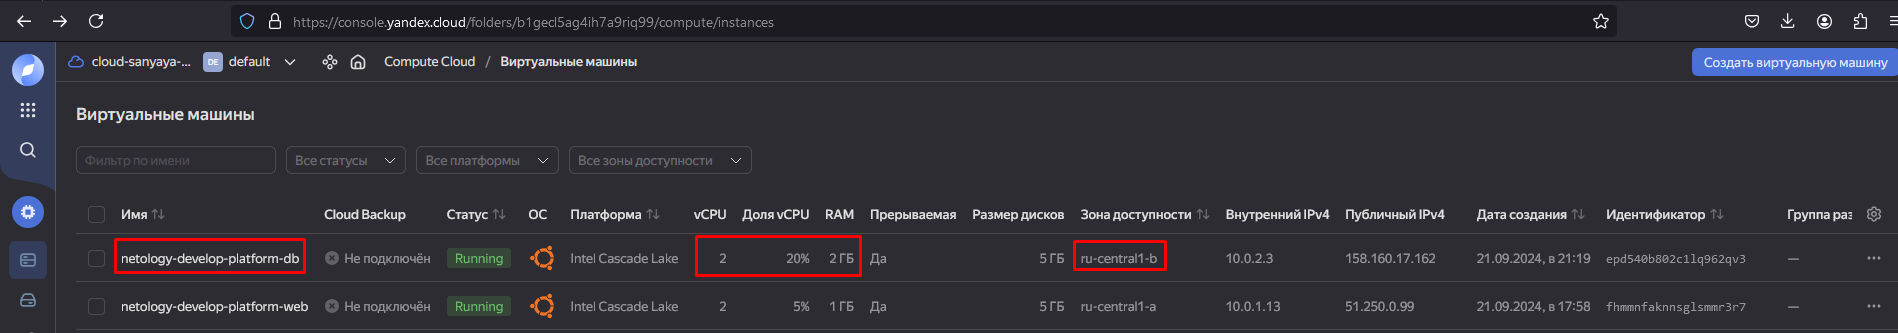 https://console.yandex.cloud/folders/b1gecl5ag4ih7a9riq99/compute/instances
cloud-sanyaya-... DE default Compute Cloud / Виртуальные машины Создать виртуальную машину
Виртуальные машины
Фильтр по имени Все статусы Все платформы Все зоны доступности
Имя Cloud Backup Статус ОС Платформа vCPU Доля vCPU RAM Прерываемая Размер дисков Зона доступности Внутренний IPv4 Публичный IPv4 Дата создания Идентификатор Группа раз
netology-develop-platform-db Не подключён Running Intel Cascade Lake 2 20% 2 ГБ Да 5 ГБ ru-central1-b 10.0.2.3 158.160.17.162 21.09.2024, в 21:19 epd540b802c1lq962qv3 —
netology-develop-platform-web Не подключён Running Intel Cascade Lake 2 5% 1 ГБ Да 5 ГБ ru-central1-a 10.0.1.13 51.250.0.99 21.09.2024, в 17:58 fhmmnfaknnsglsmmr3r7 —